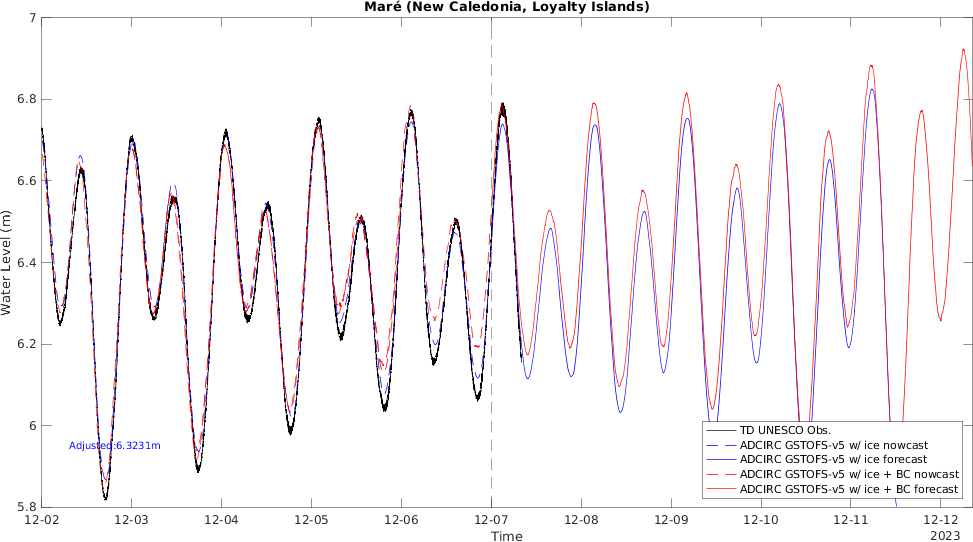 Maré (New Caledonia, Loyalty Islands)
7
6.8
6.6
6.4
6.2
6
5.8
Water Level (m)
Adjusted:6.3231m
TD UNESCO Obs.
ADCIRC GSTOFS-v5 w/ ice nowcast
ADCIRC GSTOFS-v5 w/ ice forecast
ADCIRC GSTOFS-v5 w/ ice + BC nowcast
ADCIRC GSTOFS-v5 w/ ice + BC forecast
12-02 12-03 12-04 12-05 12-06 12-07 12-08 12-09 12-10 12-11 12-12
2023
Time